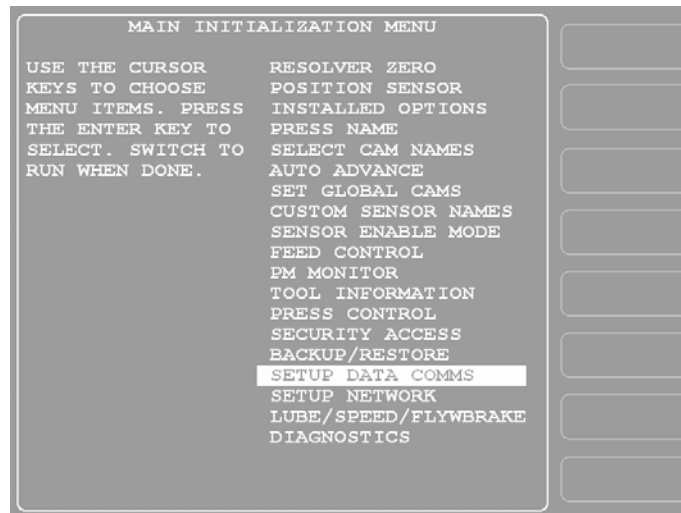 MAIN INITIALIZATION MENU
USE THE CURSOR
KEYS TO CHOOSE
MENU ITEMS. PRESS
THE ENTER KEY TO
SELECT. SWITCH TO
RUN WHEN DONE.
RESOLVER ZERO
POSITION SENSOR
INSTALLED OPTIONS
PRESS NAME
SELECT CAM NAMES
AUTO ADVANCE
SET GLOBAL CAMS
CUSTOM SENSOR NAMES
SENSOR ENABLE MODE
FEED CONTROL
PM MONITOR
TOOL INFORMATION
PRESS CONTROL
SECURITY ACCESS
BACKUP/RESTORE
SETUP DATA COMMS
SETUP NETWORK
LUBE/SPEED/FLYWBRAKE
DIAGNOSTICS